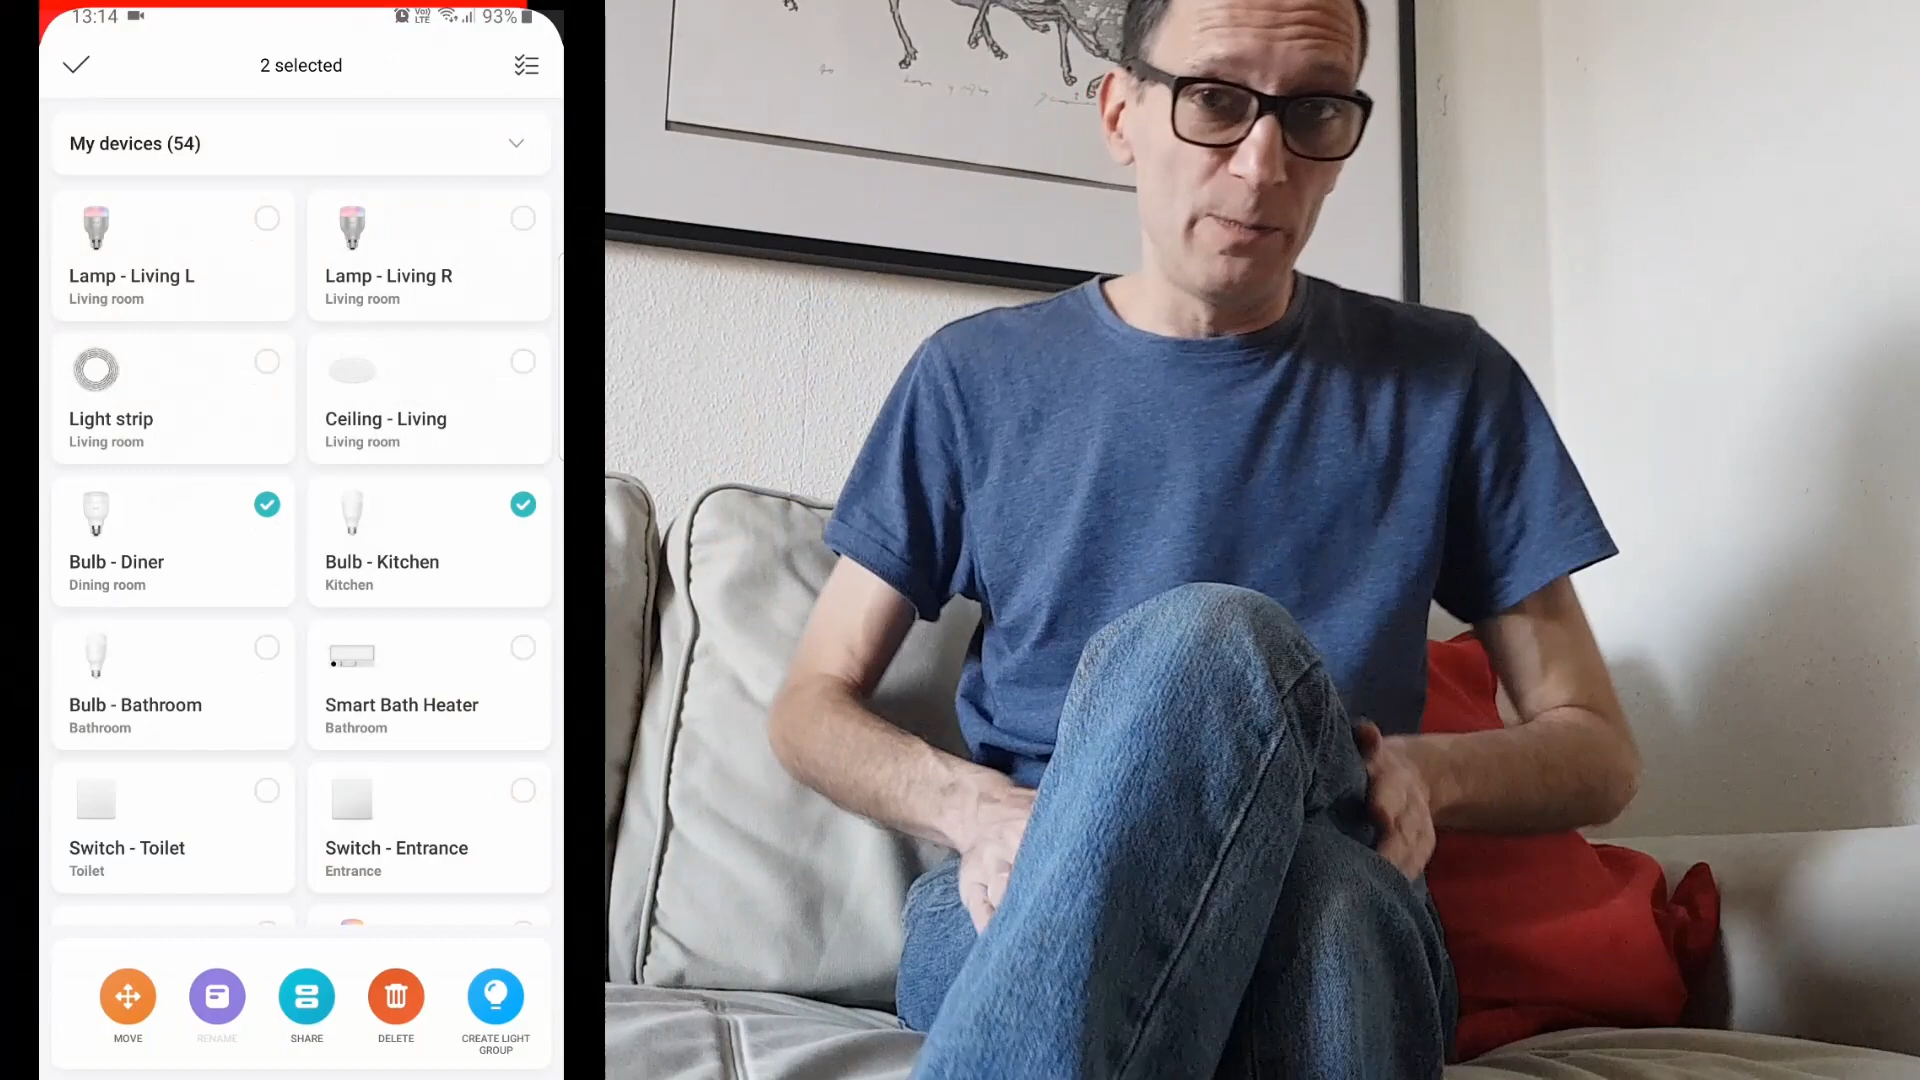 13:14
Vo)
LTE
93%
2 selected
My devices (54)
Lamp - Living L
Living room
Lamp - Living R
Living room
Light strip
Living room
Ceiling - Living
Living room
Bulb - Diner
Dining room
Bulb - Kitchen
Kitchen
Bulb - Bathroom
Bathroom
Smart Bath Heater
Bathroom
Switch - Toilet
Toilet
Switch - Entrance
Entrance
MOVE
RENAME
SHARE
DELETE
CREATE LIGHT
GROUP